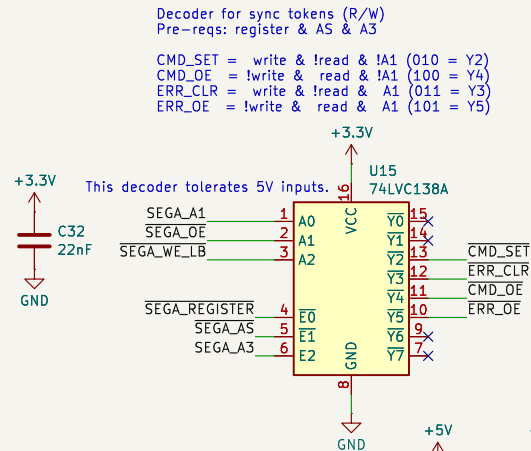 Decoder for sync tokens (R/W)
Pre-reqs: register & AS & A3
CMD_SET =  write & !read & !A1 (010 = Y2)
CMD_OE  = !write &  read & !A1 (100 = Y4)
ERR_CLR =  write & !read &  A1 (011 = Y3)
ERR_OE  = !write &  read &  A1 (101 = Y5)
+3.3V
U15
74LVC138A
+3.3V
This decoder tolerates 5V inputs.
16
VCC
C32
22nF
GND
SEGA_A1 1 A0 Y0 15
SEGA_OE 2 A1 Y1 14
SEGA_WE_LB 3 A2 Y2 13 CMD_SET
Y3 12 ERR_CLR
Y4 11 CMD_OE
SEGA_REGISTER 4 E0 Y5 10 ERR_OE
SEGA_AS 5 E1 Y6 9
SEGA_A3 6 E2 Y7 7
GND
8
GND
+5V